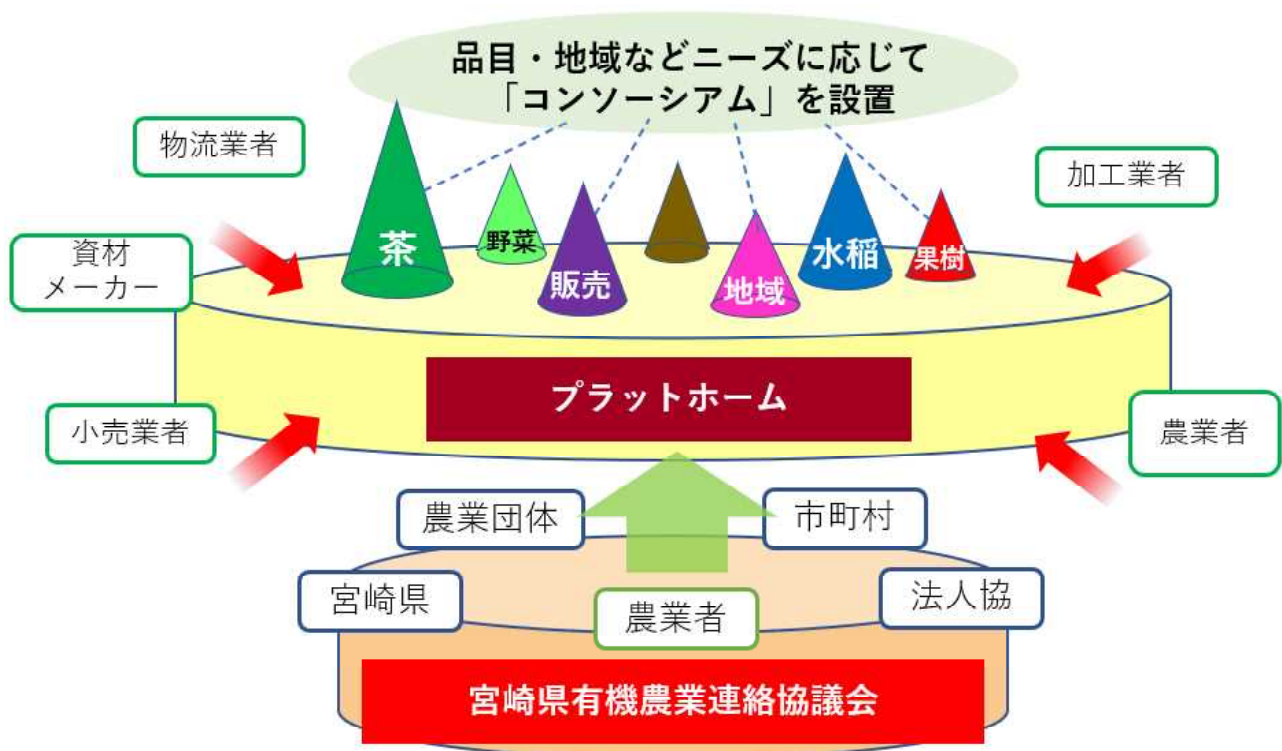 品目・地域などニーズに応じて
「コンソーシアム」を設置
物流業者
加工業者
茶
野菜
販売
地域
水稲
果樹
資材
メーカー
プラットホーム
小売業者
農業者
農業団体
市町村
宮崎県
農業者
法人協
宮崎県有機農業連絡協議会